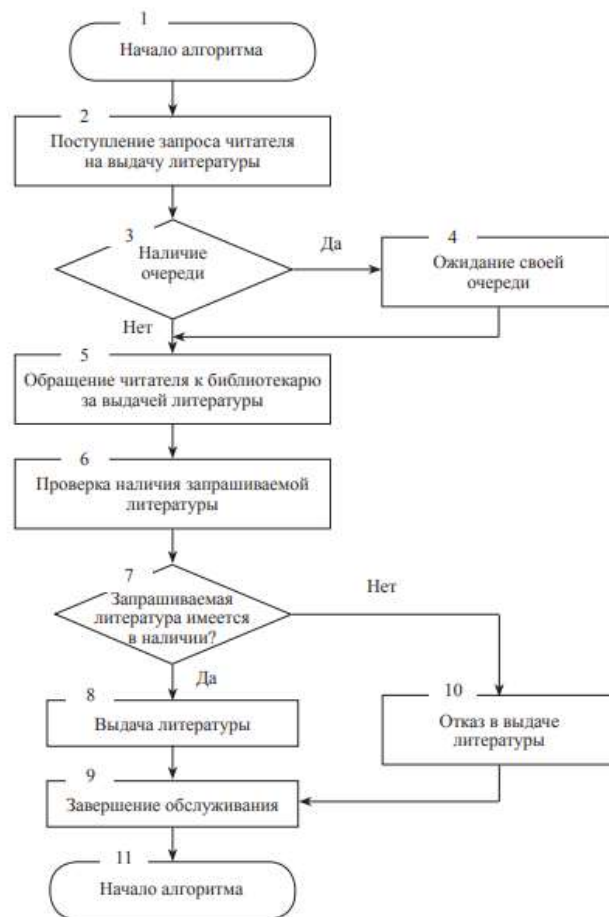 1
Начало алгоритма
2
Поступление запроса читателя
на выдачу литературы
3
Наличие
очереди
Да
4
Ожидание своей
очереди
Нет
5
Обращение читателя к библиотекарю
за выдачей литературы
6
Проверка наличия запрашиваемой
литературы
7
Запрашиваемая
литература имеется
в наличии?
Нет
Да
8
Выдача литературы
10
Отказ в выдаче
литературы
9
Завершение обслуживания
11
Начало алгоритма